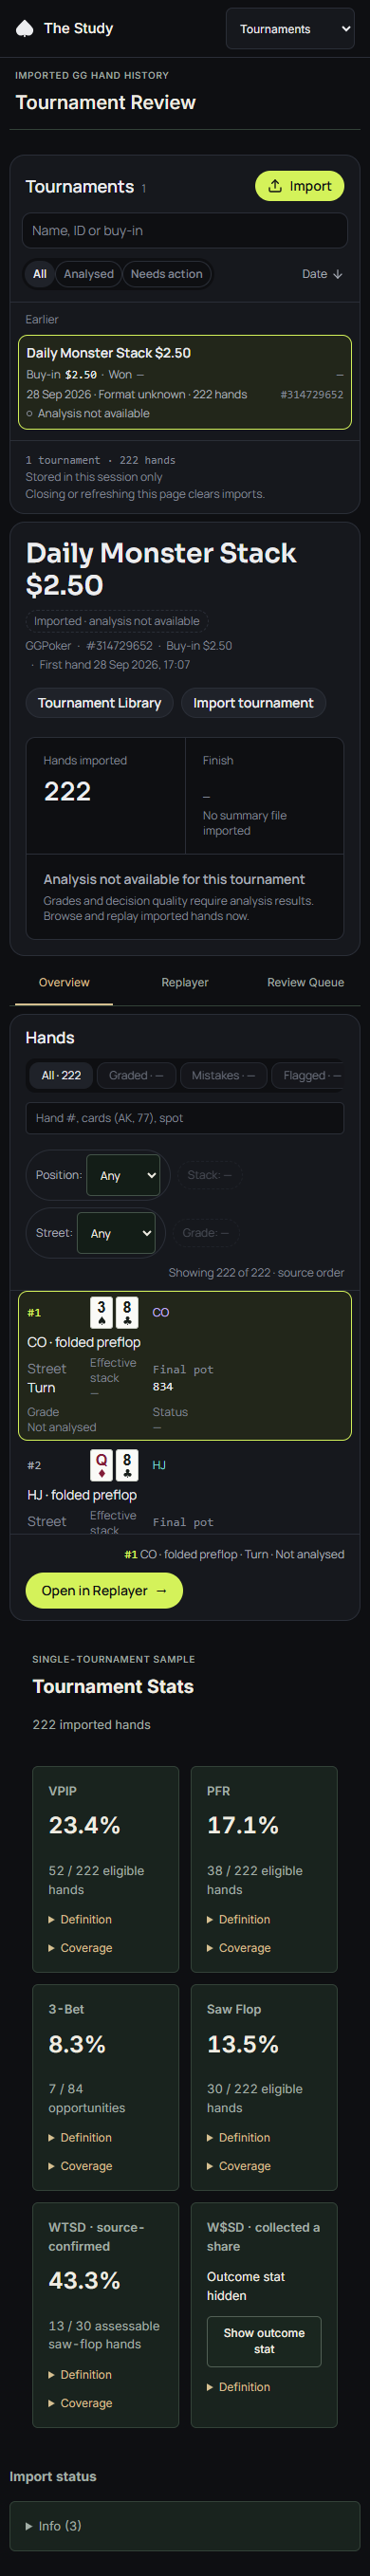 The Study
Tournaments
IMPORTED GG HAND HISTORY
Tournament Review
Tournaments 1
Import
Name, ID or buy-in
All Analysed Needs action Date ↓
Earlier
Daily Monster Stack $2.50
Buy-in $2.50 · Won — —
28 Sep 2026 · Format unknown · 222 hands #314729652
Analysis not available
1 tournament · 222 hands
Stored in this session only
Closing or refreshing this page clears imports.
Daily Monster Stack
$2.50
Imported · analysis not available
GGPoker · #314729652 · Buy-in $2.50
· First hand 28 Sep 2026, 17:07
Tournament Library Import tournament
Hands imported
222
Finish
—
No summary file
imported
Analysis not available for this tournament
Grades and decision quality require analysis results.
Browse and replay imported hands now.
Overview Replayer Review Queue
Hands
All · 222 Graded · — Mistakes · — Flagged · —
Hand #, cards (AK, 77), spot
Position: Any Stack: —
Street: Any Grade: —
Showing 222 of 222 · source order
#1 3♠ 8♣ CO
CO · folded preflop
Street
Turn
Effective
stack
—
Final pot
834
Grade
Not analysed
Status
—
#2 Q♦ 8♣ HJ
HJ · folded preflop
Street
Effective
stack
Final pot
#1 CO · folded preflop · Turn · Not analysed
Open in Replayer →
SINGLE-TOURNAMENT SAMPLE
Tournament Stats
222 imported hands
VPIP
23.4%
52 / 222 eligible
hands
▶ Definition
▶ Coverage
PFR
17.1%
38 / 222 eligible
hands
▶ Definition
▶ Coverage
3-Bet
8.3%
7 / 84
opportunities
▶ Definition
▶ Coverage
Saw Flop
13.5%
30 / 222 eligible
hands
▶ Definition
▶ Coverage
WTSD · source-
confirmed
43.3%
13 / 30 assessable
saw-flop hands
▶ Definition
▶ Coverage
W$SD · collected a
share
Outcome stat
hidden
Show outcome
stat
▶ Definition
Import status
▶ Info (3)